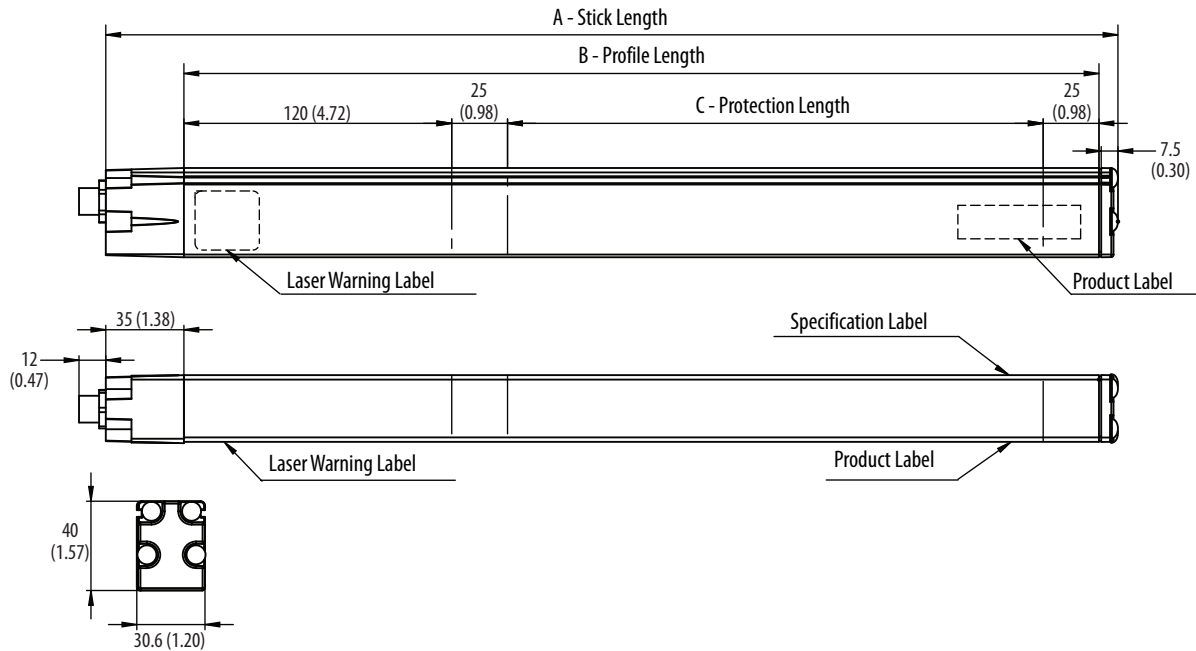 A - Stick Length
B - Profile Length
25
(0.98)
25
(0.98)
120 (4.72)
C - Protection Length
7.5
(0.30)
Laser Warning Label
Product Label
35 (1.38)
Specification Label
12
(0.47)
Laser Warning Label
Product Label
40
(1.57)
30.6 (1.20)